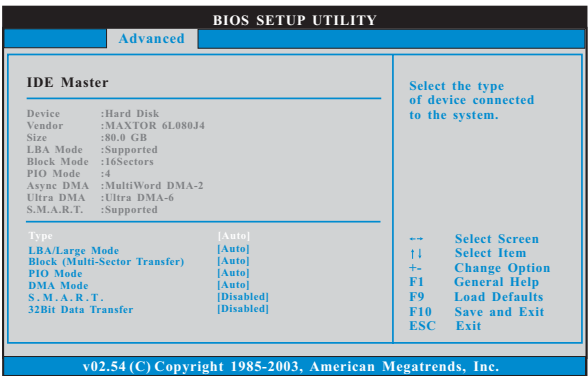 BIOS SETUP UTILITY
Advanced
IDE Master
Device :Hard Disk
Vendor :MAXTOR 6L080J4
Size :80.0 GB
LBA Mode :Supported
Block Mode :16Sectors
PIO Mode :4
Async DMA :MultiWord DMA-2
Ultra DMA :Ultra DMA-6
S.M.A.R.T. :Supported
Type [Auto]
LBA/Large Mode [Auto]
Block (Multi-Sector Transfer) [Auto]
PIO Mode [Auto]
DMA Mode [Auto]
S.M.A.R.T. [Disabled]
32Bit Data Transfer [Disabled]
Select the type
of device connected
to the system.
←→ Select Screen
↑↓ Select Item
+- Change Option
F1 General Help
F9 Load Defaults
F10 Save and Exit
ESC Exit
v02.54 (C) Copyright 1985-2003, American Megatrends, Inc.